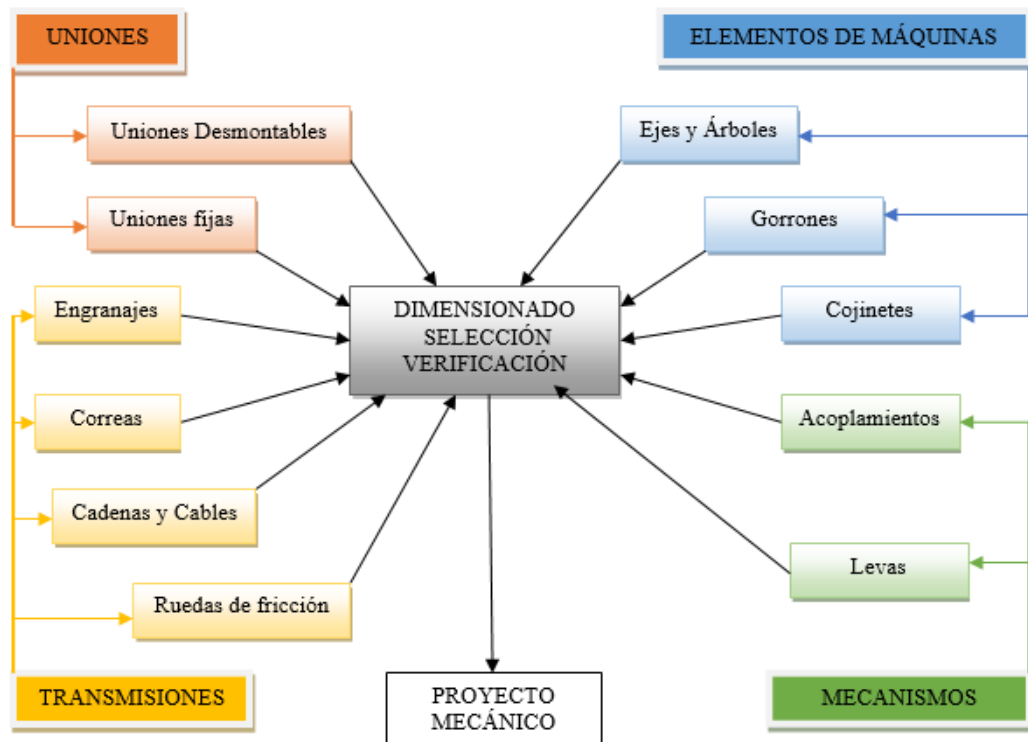 UNIONES
ELEMENTOS DE MÁQUINAS
Uniones Desmontables
Ejes y Árboles
Uniones fijas
Gorrones
Engranajes
DIMENSIONADO
SELECCIÓN
VERIFICACIÓN
Cojinetes
Correas
Acoplamientos
Cadenas y Cables
Levas
Ruedas de fricción
TRANSMISIONES
PROYECTO
MECÁNICO
MECANISMOS